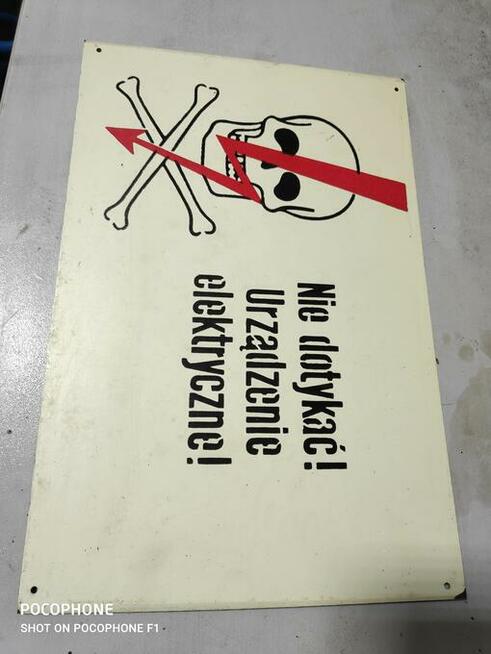 Nie dotykać!
Urządzenie
elektryczne!
POCOPHONE
SHOT ON POCOPHONE F1